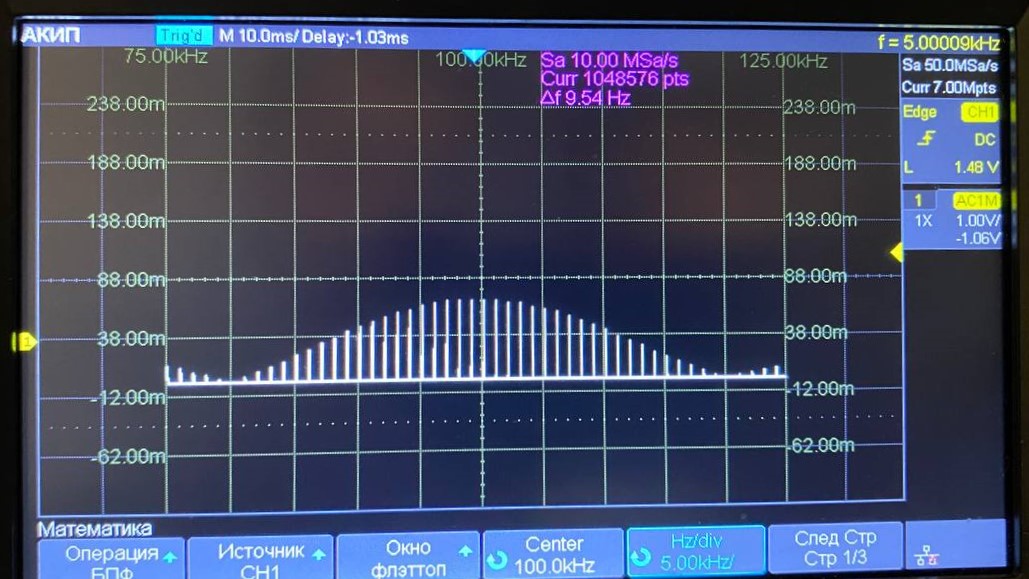 АКИП Trig'd M 10.0ms/ Delay:-1.03ms f = 5.00009kHz
75.00kHz 100.00kHz 125.00kHz
Sa 10.00 MSa/s
Curr 1048576 pts
Δf 9.54 Hz
Sa 50.0MSa/s
Curr 7.00Mpts
Edge CH1
DC
L 1.48 V
1 AC1M
1X 1.00V/
-1.06V
238.00m 238.00m
188.00m 188.00m
138.00m 138.00m
88.00m 88.00m
1
38.00m 38.00m
-12.00m -12.00m
-62.00m -62.00m
Математика
Операция
БПФ
Источник
CH1
Окно
флэттоп
Center
100.0kHz
Hz/div
5.00kHz/
След Стр
Стр 1/3